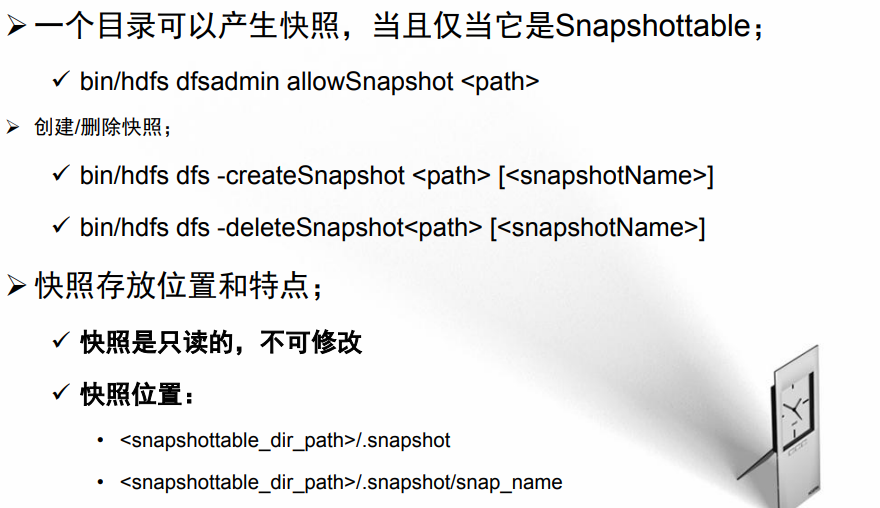 一个目录可以产生快照，当且仅当它是Snapshottable；
bin/hdfs dfsadmin allowSnapshot <path>
创建/删除快照；
bin/hdfs dfs -createSnapshot <path> [<snapshotName>]
bin/hdfs dfs -deleteSnapshot<path> [<snapshotName>]
快照存放位置和特点；
快照是只读的，不可修改
快照位置：
<snapshottable_dir_path>/.snapshot
<snapshottable_dir_path>/.snapshot/snap_name